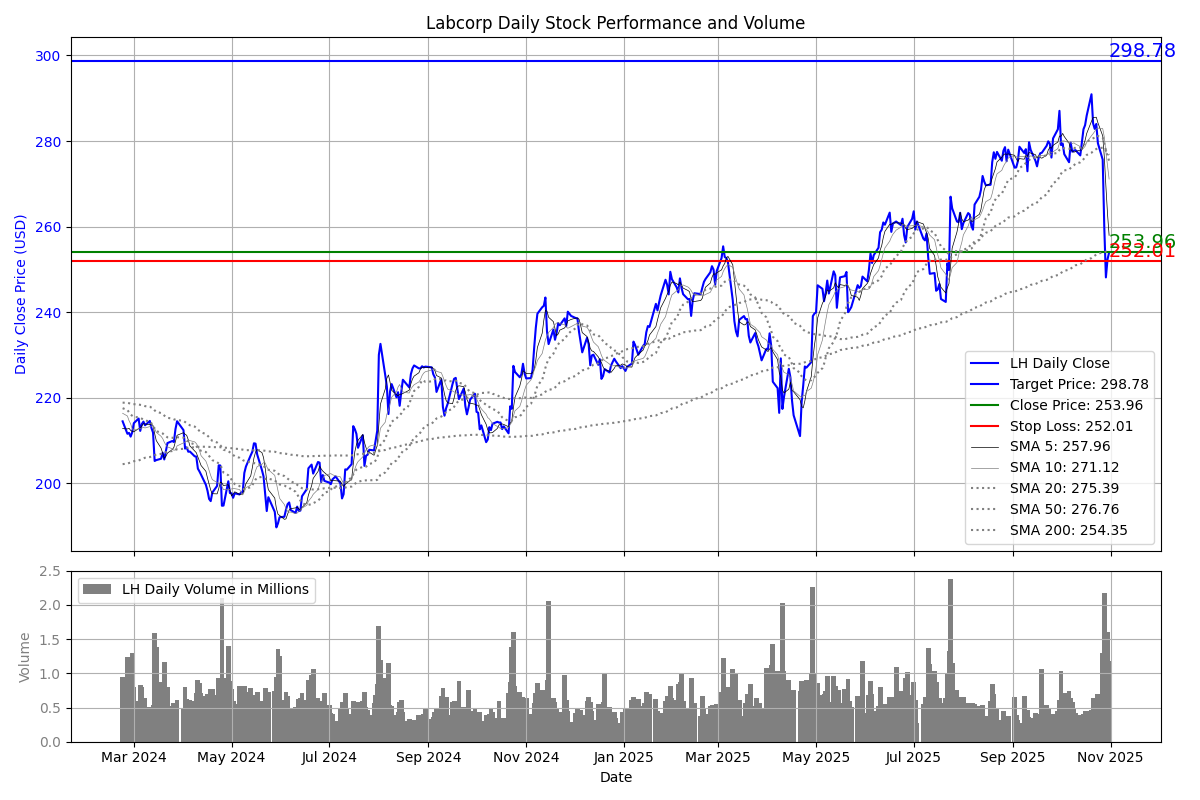 Labcorp Daily Stock Performance and Volume
298.78
300
280
260
253.96
252.01
240
220
200
Daily Close Price (USD)
LH Daily Close
Target Price: 298.78
Close Price: 253.96
Stop Loss: 252.01
SMA 5: 257.96
SMA 10: 271.12
SMA 20: 275.39
SMA 50: 276.76
SMA 200: 254.35
2.5
2.0
1.5
1.0
0.5
0.0
Volume
LH Daily Volume in Millions
Mar 2024 May 2024 Jul 2024 Sep 2024 Nov 2024 Jan 2025 Mar 2025 May 2025 Jul 2025 Sep 2025 Nov 2025
Date